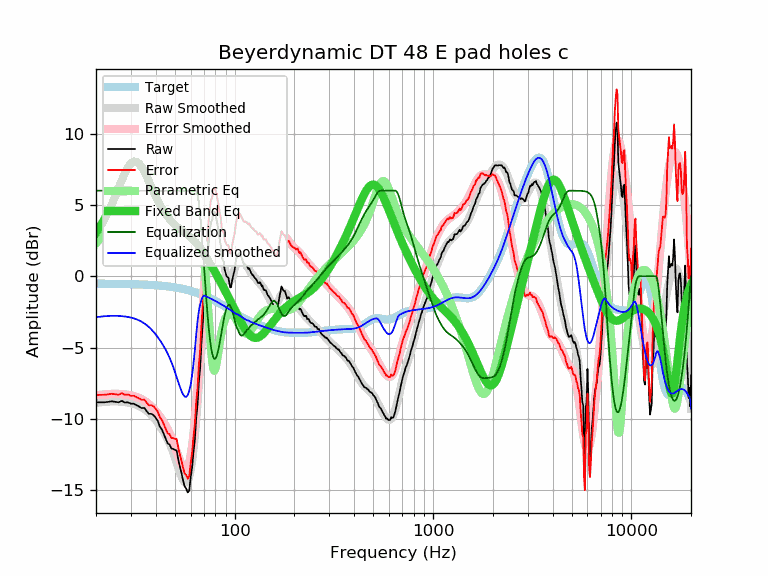 Beyerdynamic DT 48 E pad holes c
Target
Raw Smoothed
Error Smoothed
Raw
Error
Parametric Eq
Fixed Band Eq
Equalization
Equalized smoothed
10
5
0
−5
−10
−15
Amplitude (dBr)
100 1000 10000
Frequency (Hz)